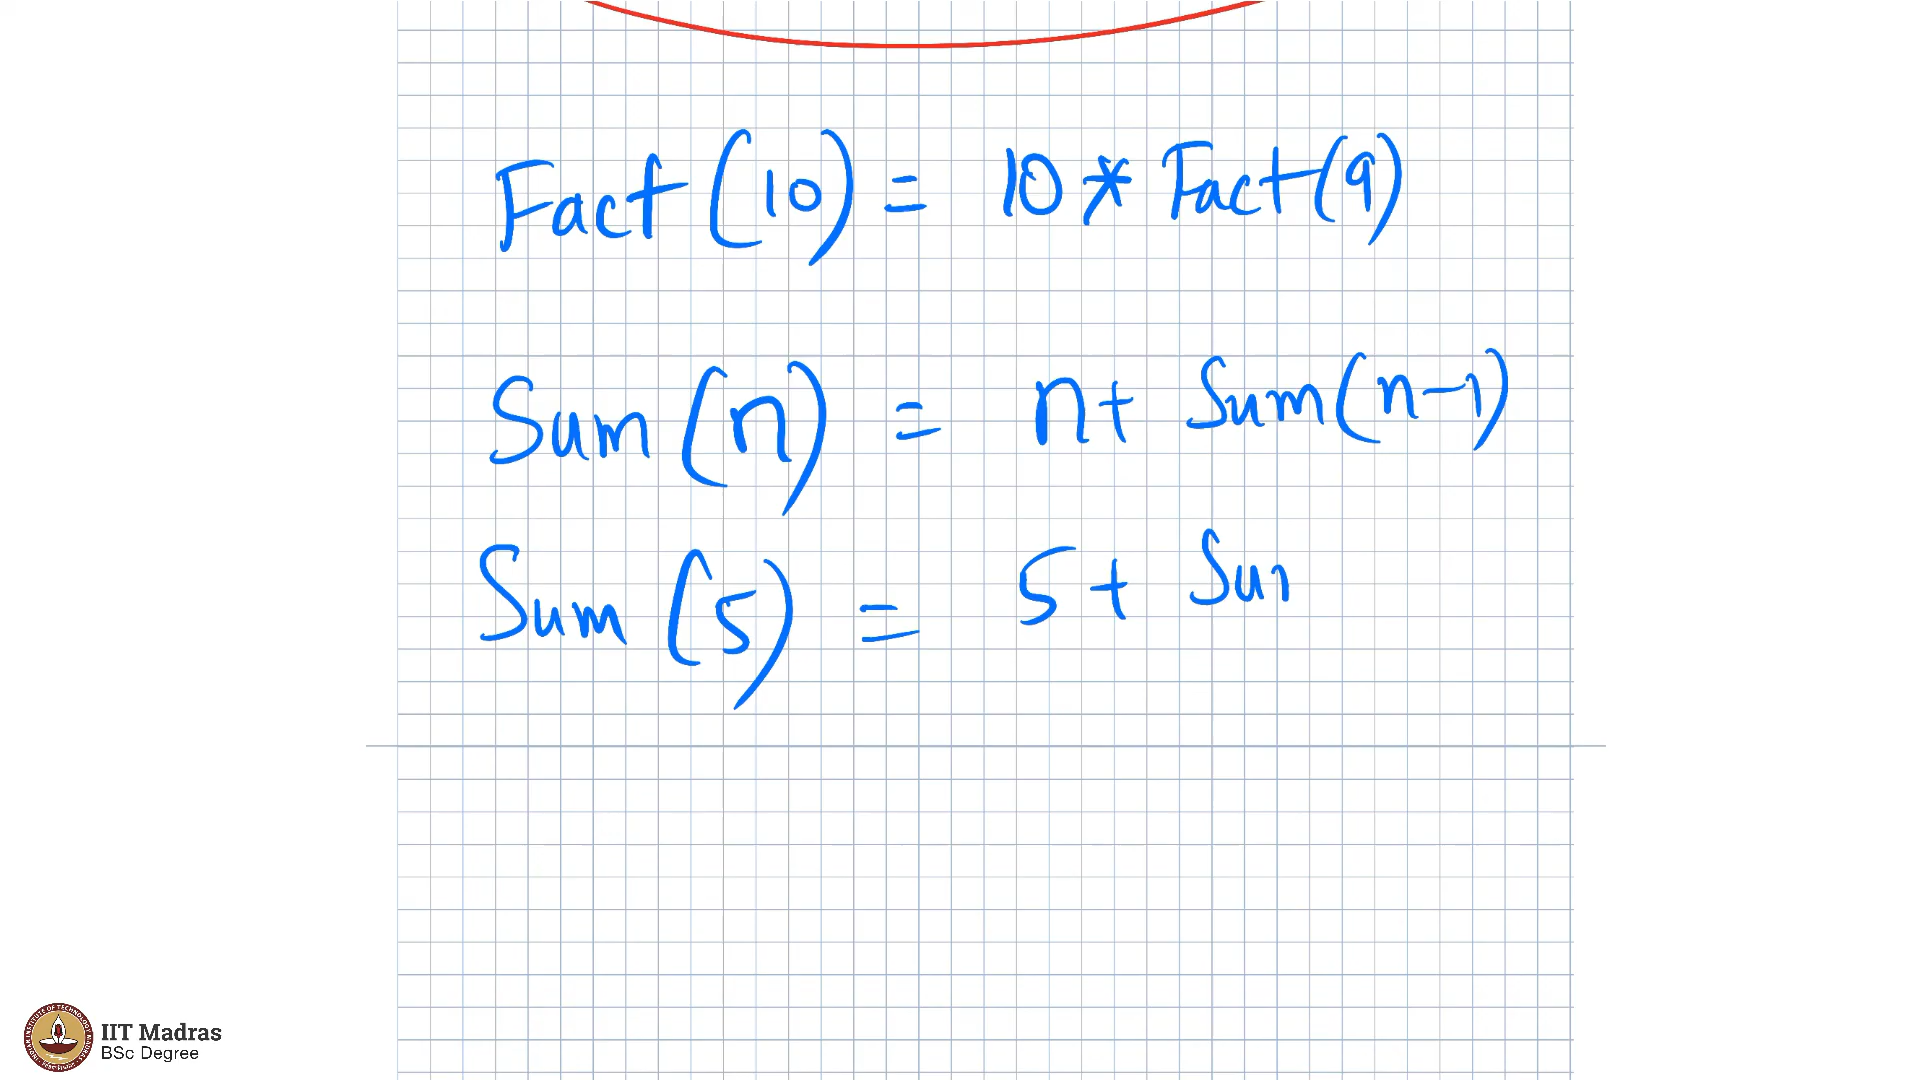 Fact(10) = 10 * Fact(9)
Sum(n) = n + Sum(n-1)
Sum(5) = 5 + Sun
IIT Madras
BSc Degree